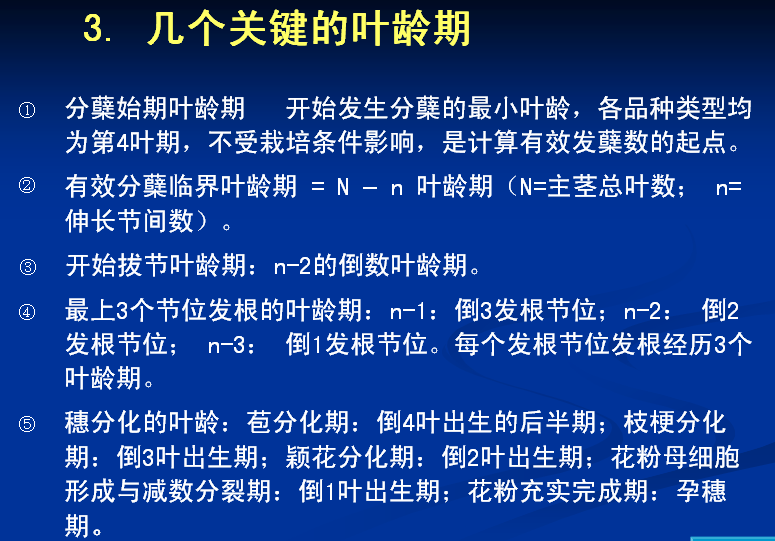 3. 几个关键的叶龄期
① 分蘖始期叶龄期 开始发生分蘖的最小叶龄，各品种类型均
为第4叶期，不受栽培条件影响，是计算有效发蘖数的起点。
② 有效分蘖临界叶龄期 = N – n 叶龄期（N=主茎总叶数； n=
伸长节间数）。
③ 开始拔节叶龄期：n-2的倒数叶龄期。
④ 最上3个节位发根的叶龄期：n-1：倒3发根节位；n-2： 倒2
发根节位； n-3： 倒1发根节位。每个发根节位发根经历3个
叶龄期。
⑤ 穗分化的叶龄：苞分化期：倒4叶出生的后半期；枝梗分化
期：倒3叶出生期；颖花分化期：倒2叶出生期；花粉母细胞
形成与减数分裂期：倒1叶出生期；花粉充实完成期：孕穗
期。